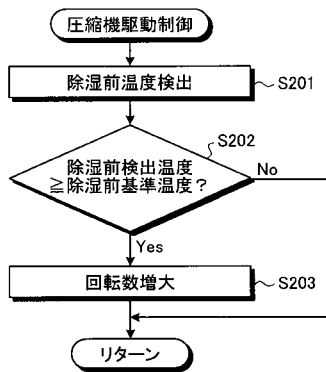 圧縮機駆動制御
除湿前温度検出
S201
S202
除湿前検出温度
≧除湿前基準温度？
No
Yes
回転数増大
S203
リターン